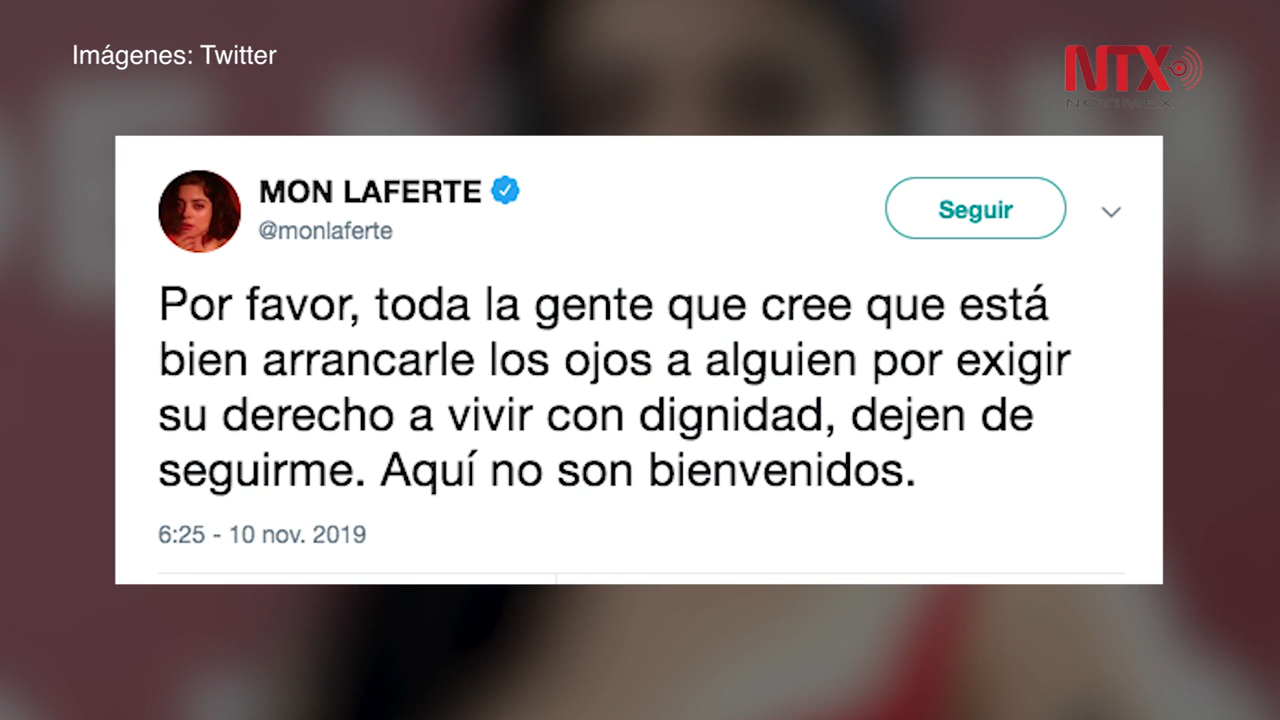 Imágenes: Twitter
NTX
NOTIMEX
MON LAFERTE
@monlaferte
Seguir
Por favor, toda la gente que cree que está
bien arrancarle los ojos a alguien por exigir
su derecho a vivir con dignidad, dejen de
seguirme. Aquí no son bienvenidos.
6:25 - 10 nov. 2019